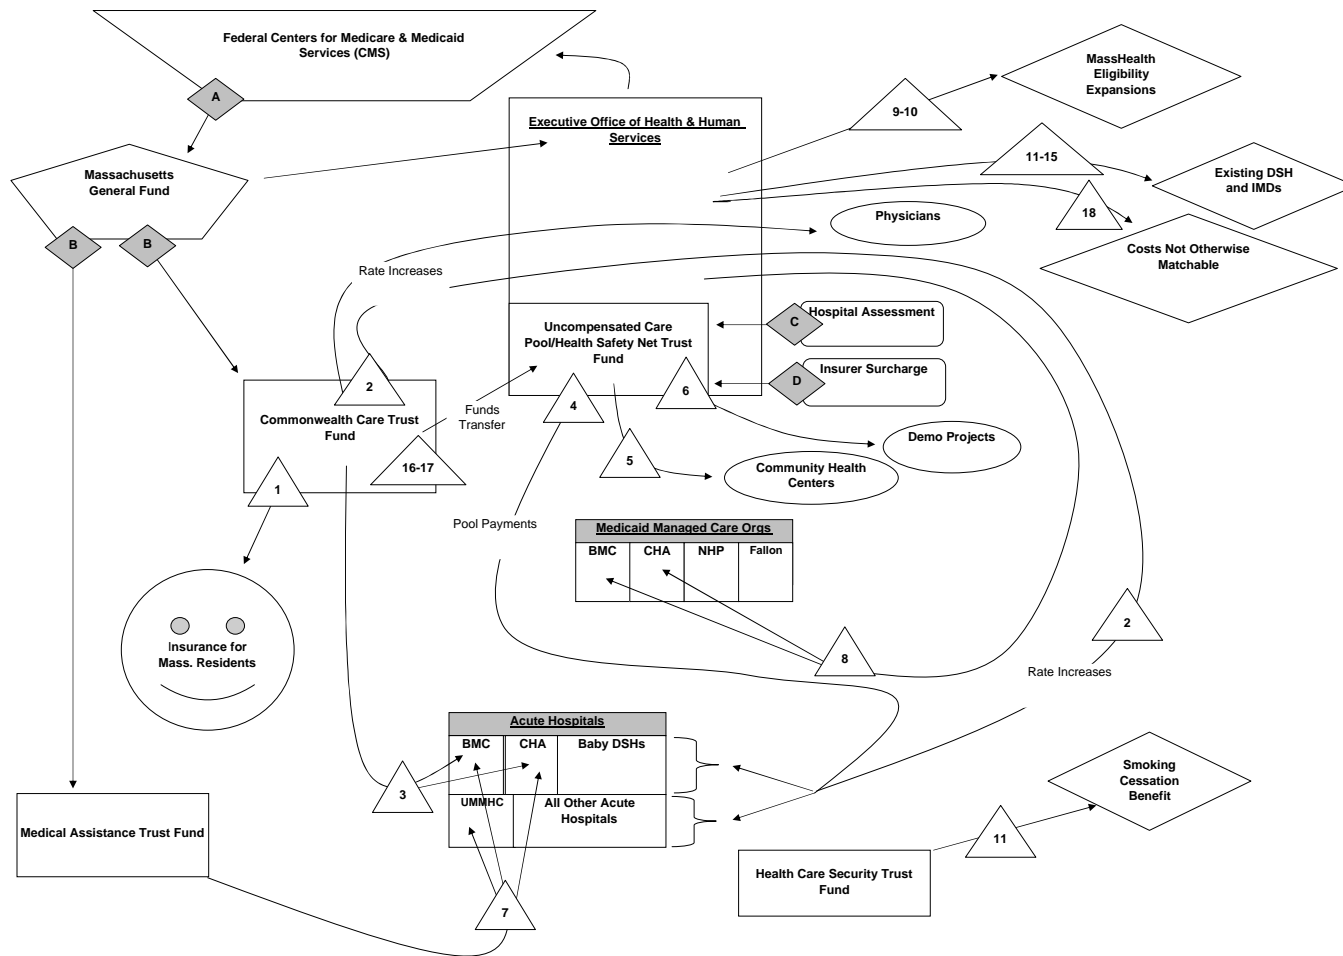 Federal Centers for Medicare & Medicaid
Services (CMS)
A
Massachusetts
General Fund
B
B
Executive Office of Health & Human
Services
9-10
MassHealth
Eligibility
Expansions
11-15
Existing DSH
and IMDs
18
Costs Not Otherwise
Matchable
Physicians
Rate Increases
Uncompensated Care
Pool/Health Safety Net Trust
Fund
C
Hospital Assessment
D
Insurer Surcharge
2
4
6
Funds
Transfer
Commonwealth Care Trust
Fund
16-17
1
5
Demo Projects
Community Health
Centers
Pool Payments
Medicaid Managed Care Orgs
BMC
CHA
NHP
Fallon
Insurance for
Mass. Residents
8
2
Rate Increases
Acute Hospitals
BMC
CHA
Baby DSHs
3
UMMHC
All Other Acute
Hospitals
Smoking
Cessation
Benefit
Medical Assistance Trust Fund
11
Health Care Security Trust
Fund
7